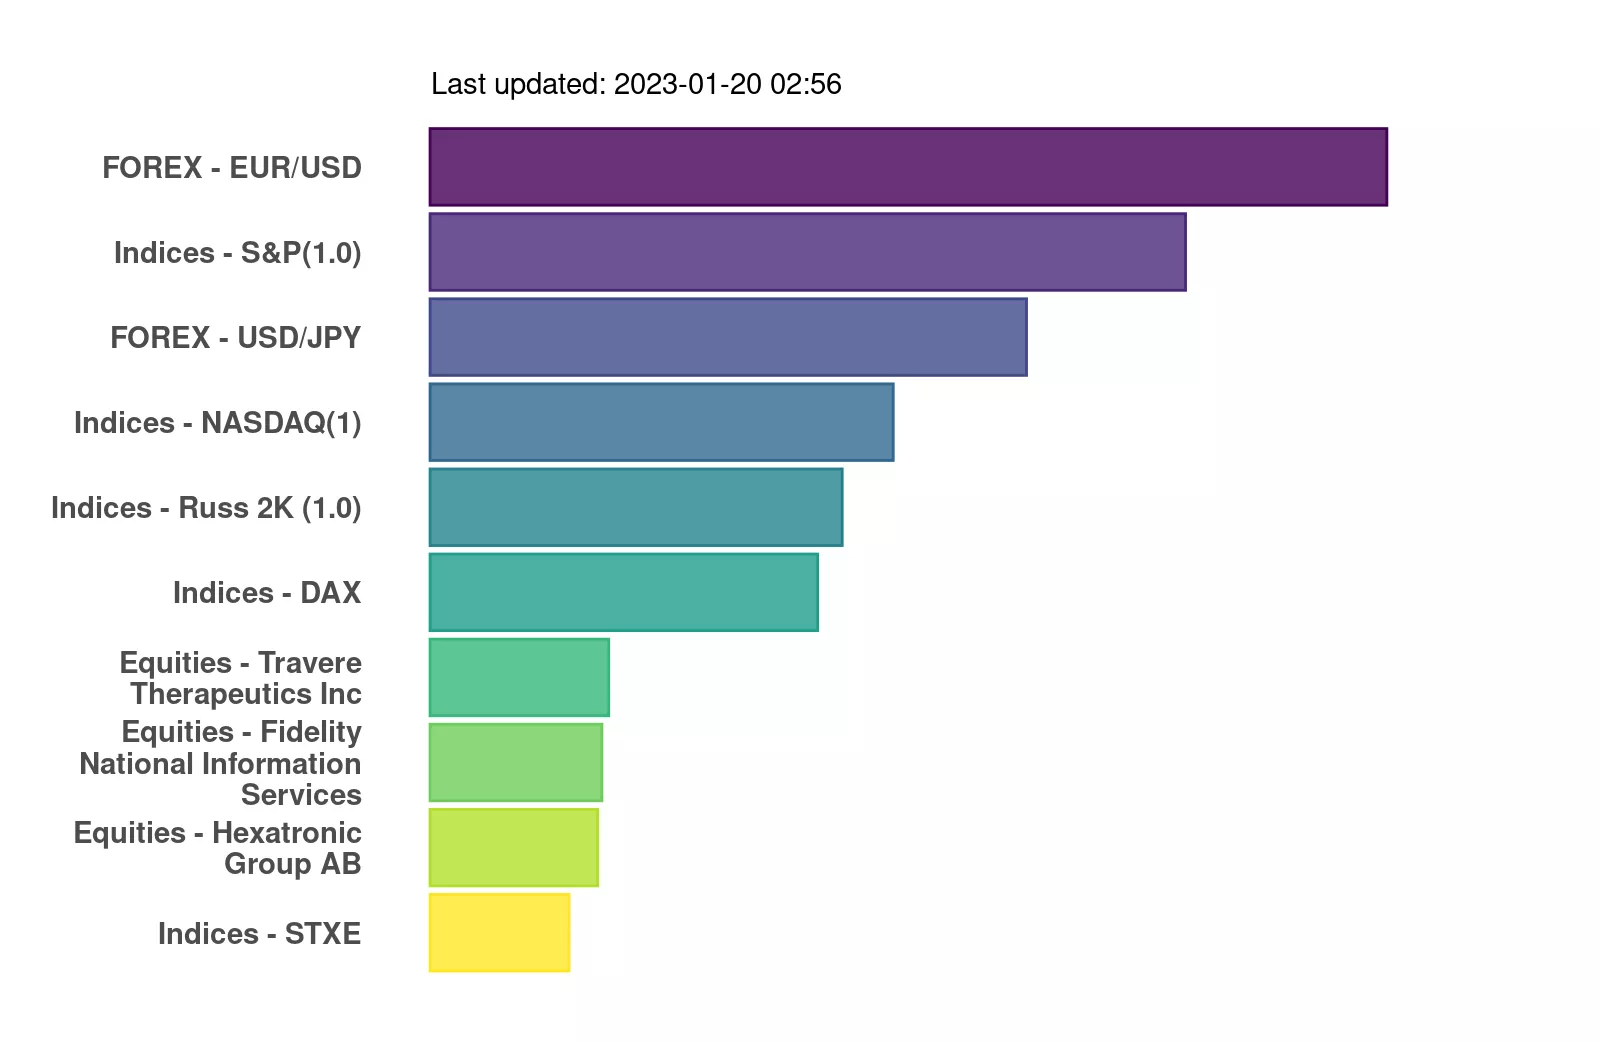 Last updated: 2023-01-20 02:56
FOREX - EUR/USD
Indices - S&P(1.0)
FOREX - USD/JPY
Indices - NASDAQ(1)
Indices - Russ 2K (1.0)
Indices - DAX
Equities - Travere
Therapeutics Inc
Equities - Fidelity
National Information
Services
Equities - Hexatronic
Group AB
Indices - STXE